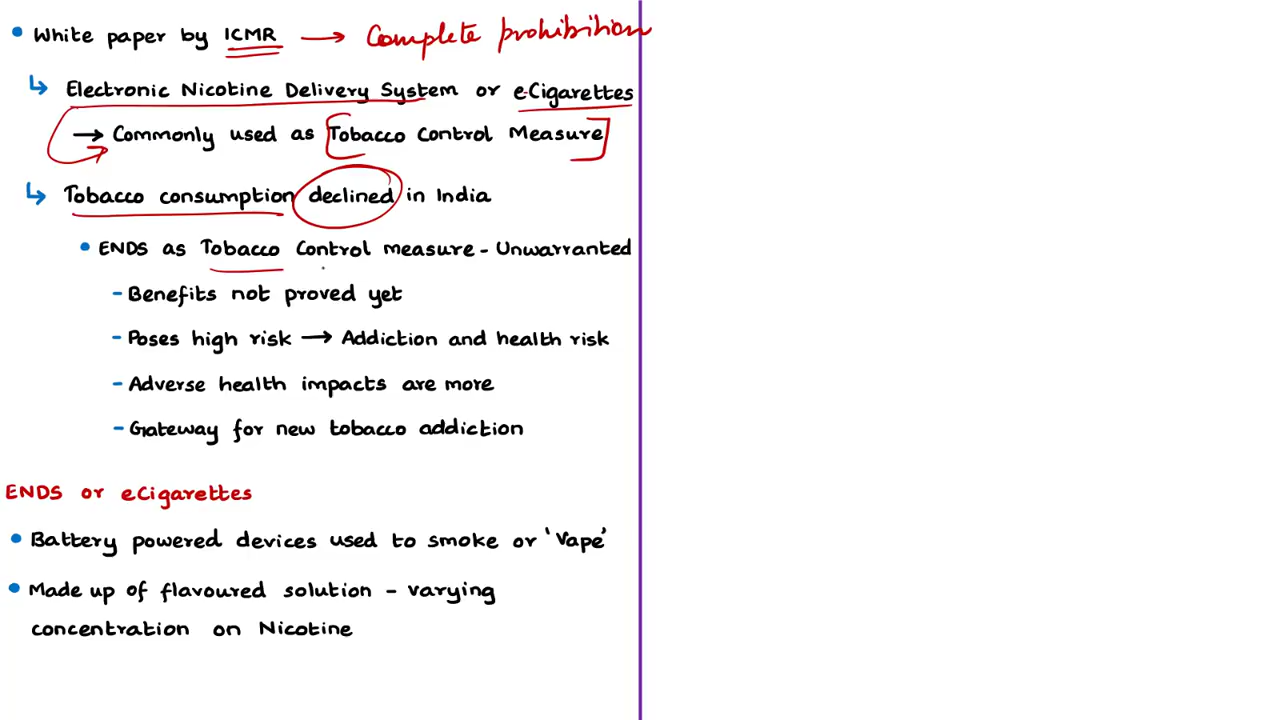 • White paper by ICMR → Complete prohibition
↳ Electronic Nicotine Delivery System or eCigarettes
→ Commonly used as [Tobacco Control Measure]
↳ Tobacco consumption declined in India
• ENDS as Tobacco Control measure - Unwarranted
- Benefits not proved yet
- Poses high risk → Addiction and health risk
- Adverse health impacts are more
- Gateway for new tobacco addiction
ENDS or eCigarettes
• Battery powered devices used to smoke or 'Vape'
• Made up of flavoured solution - varying
concentration on Nicotine